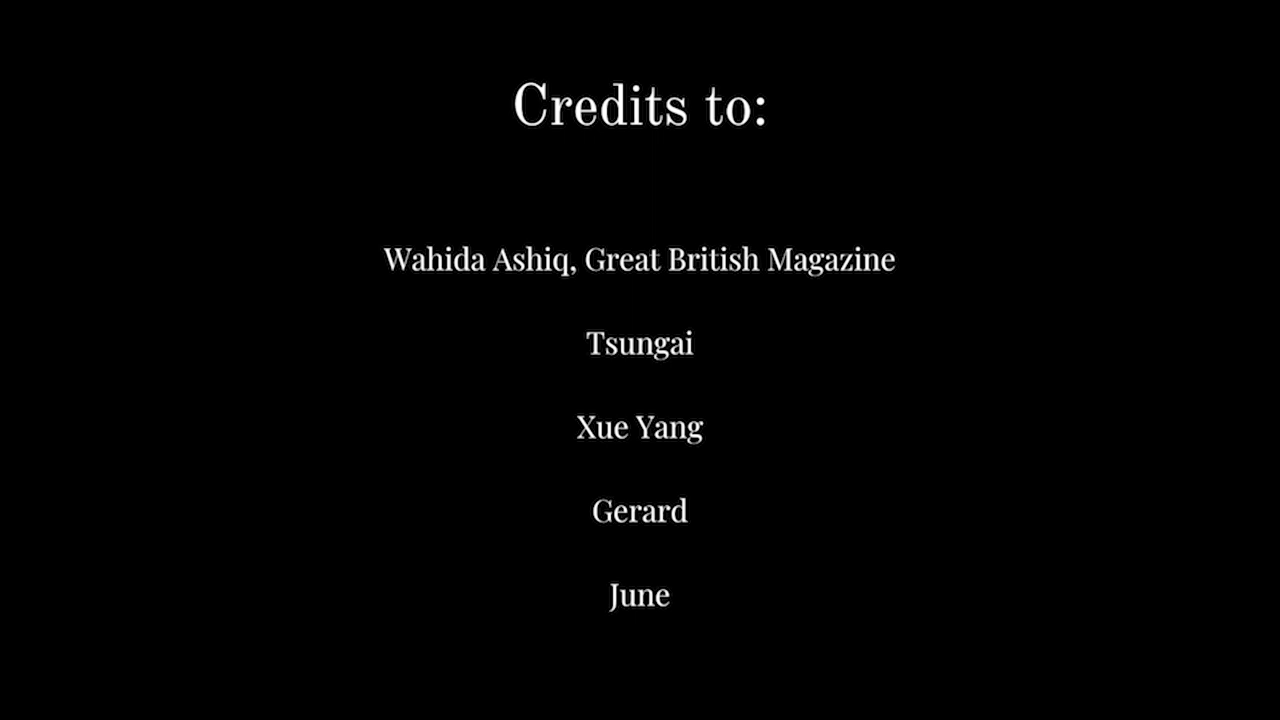 Credits to:
Wahida Ashiq, Great British Magazine
Tsungai
Xue Yang
Gerard
June